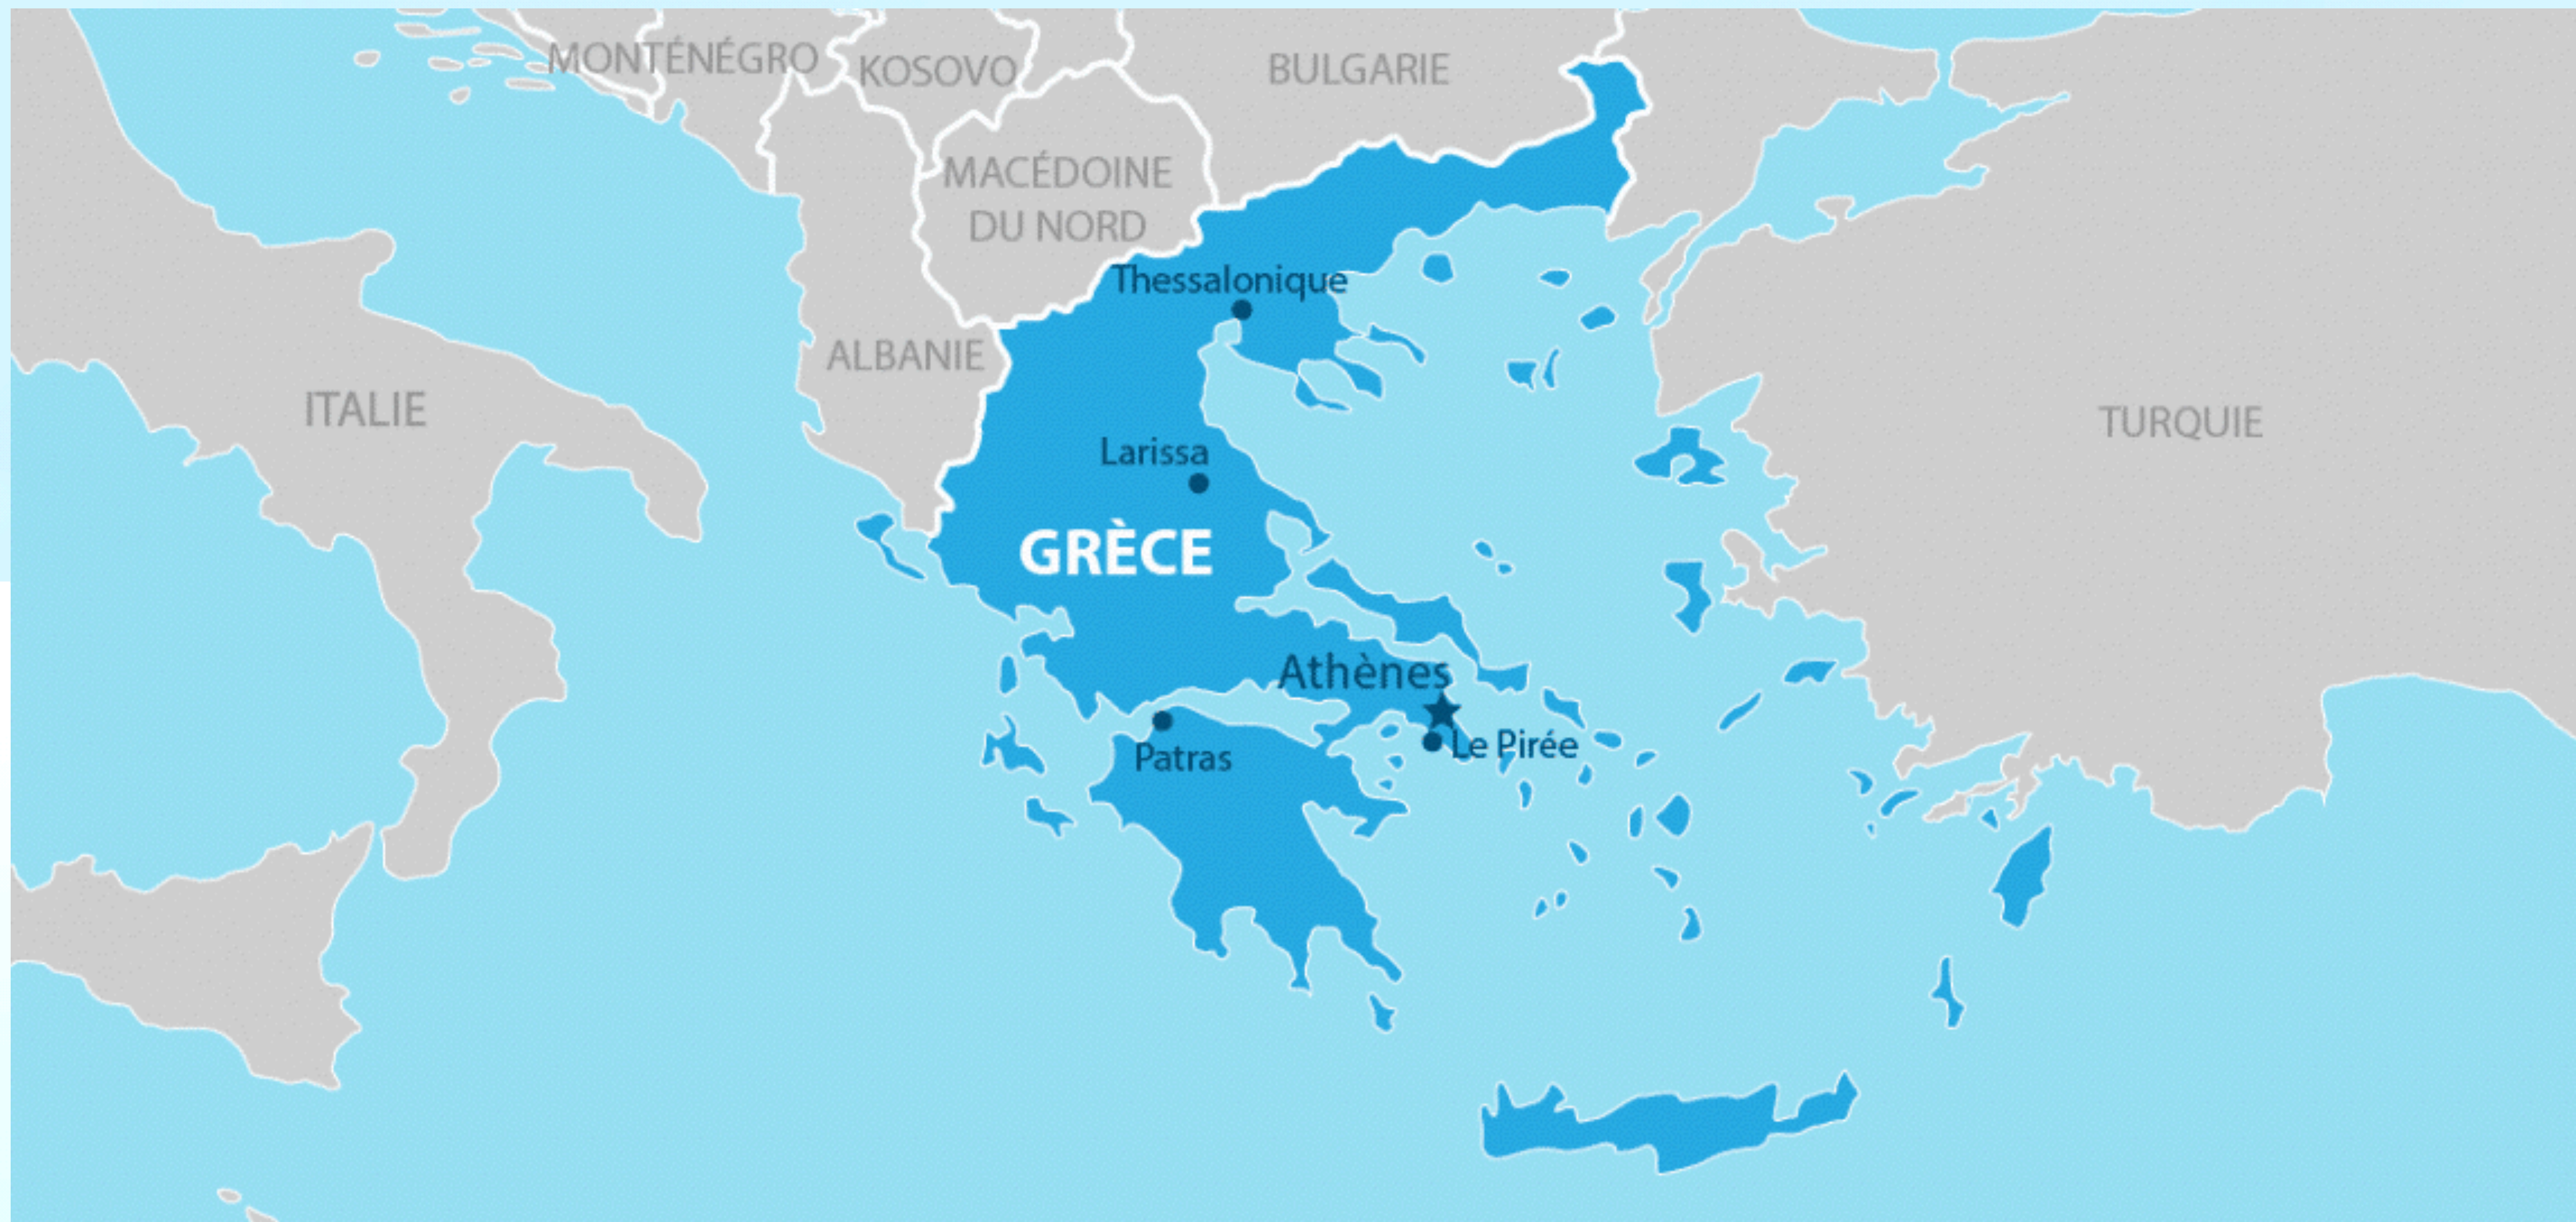 MONTÉNÉGRO
KOSOVO
BULGARIE
MACÉDOINE
DU NORD
Thessalonique
ALBANIE
ITALIE
TURQUIE
Larissa
GRÈCE
Athènes
Le Pirée
Patras